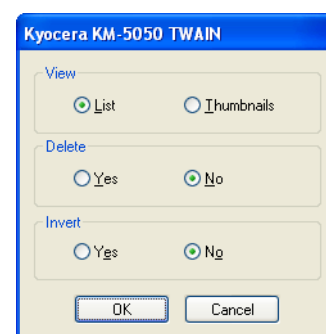 Kyocera KM-5050 TWAIN
View
List Thumbnails
Delete
Yes No
Invert
Yes No
OK Cancel